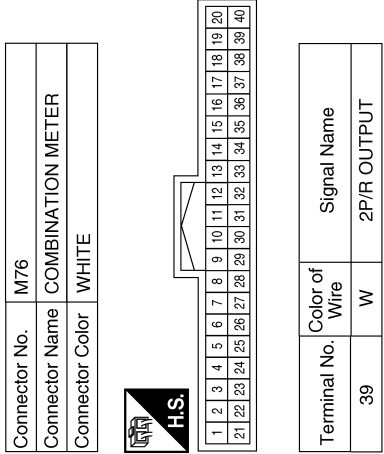 Connector No. M76
Connector Name COMBINATION METER
Connector Color WHITE
H.S.
1 2 3 4 5 6 7 8 9 10 11 12 13 14 15 16 17 18 19 20
21 22 23 24 25 26 27 28 29 30 31 32 33 34 35 36 37 38 39 40
Terminal No. Color of Wire Signal Name
39 W 2P/R OUTPUT